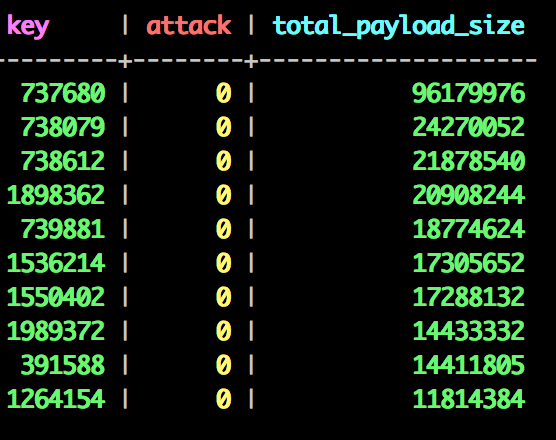 key | attack | total_payload_size
---------+--------+--------------------
737680 | 0 | 96179976
738079 | 0 | 24270052
738612 | 0 | 21878540
1898362 | 0 | 20908244
739881 | 0 | 18774624
1536214 | 0 | 17305652
1550402 | 0 | 17288132
1989372 | 0 | 14433332
391588 | 0 | 14411805
1264154 | 0 | 11814384